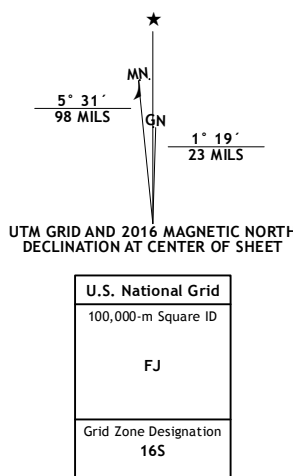 MN.
5° 31´
98 MILS
GN
1° 19´
23 MILS
UTM GRID AND 2016 MAGNETIC NORTH
DECLINATION AT CENTER OF SHEET
U.S. National Grid
100,000-m Square ID
FJ
Grid Zone Designation
16S